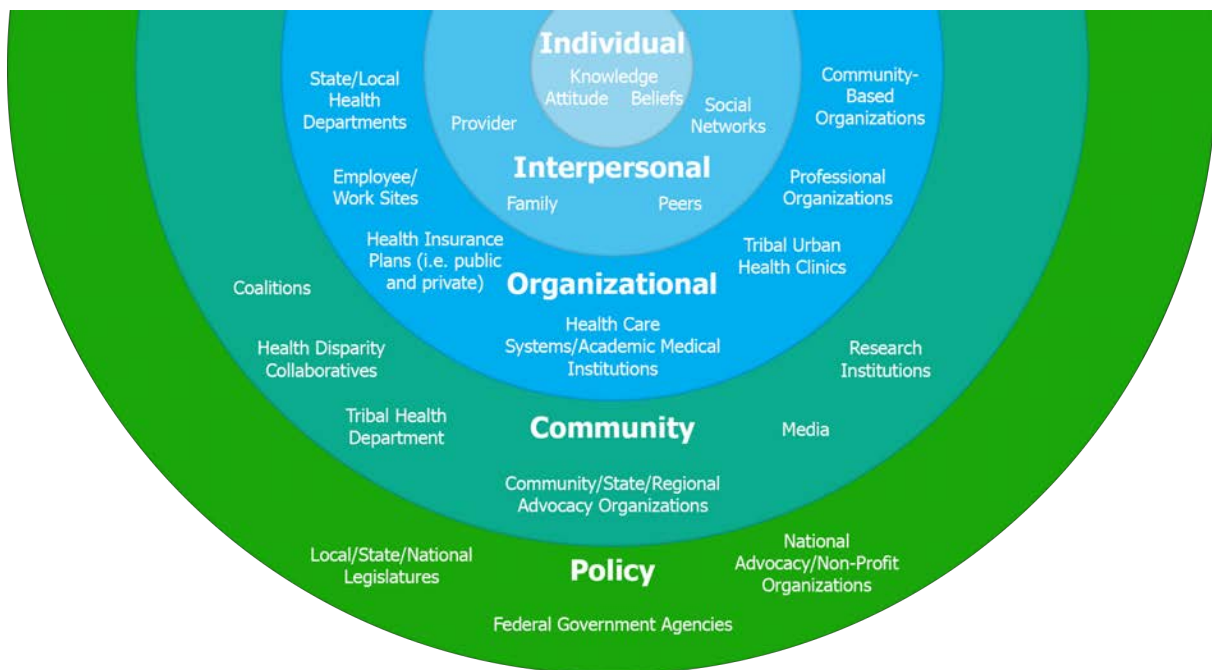 Individual
Knowledge
Attitude Beliefs
Provider
Social
Networks
Interpersonal
Family
Peers
State/Local
Health
Departments
Employee/
Work Sites
Health Insurance
Plans (i.e. public
and private)
Community-
Based
Organizations
Professional
Organizations
Tribal Urban
Health Clinics
Organizational
Health Care
Systems/Academic Medical
Institutions
Coalitions
Health Disparity
Collaboratives
Tribal Health
Department
Research
Institutions
Media
Community
Community/State/Regional
Advocacy Organizations
Local/State/National
Legislatures
Policy
National
Advocacy/Non-Profit
Organizations
Federal Government Agencies